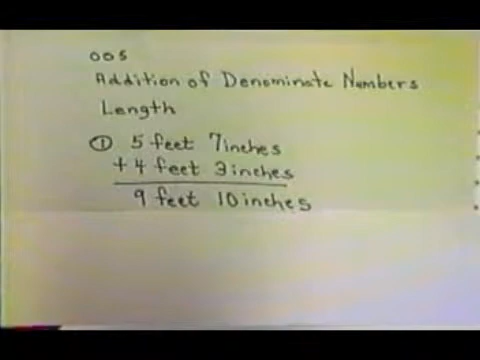 005
Addition of Denominate Numbers
Length
① 5 feet 7 inches
+ 4 feet 3 inches
9 feet 10 inches